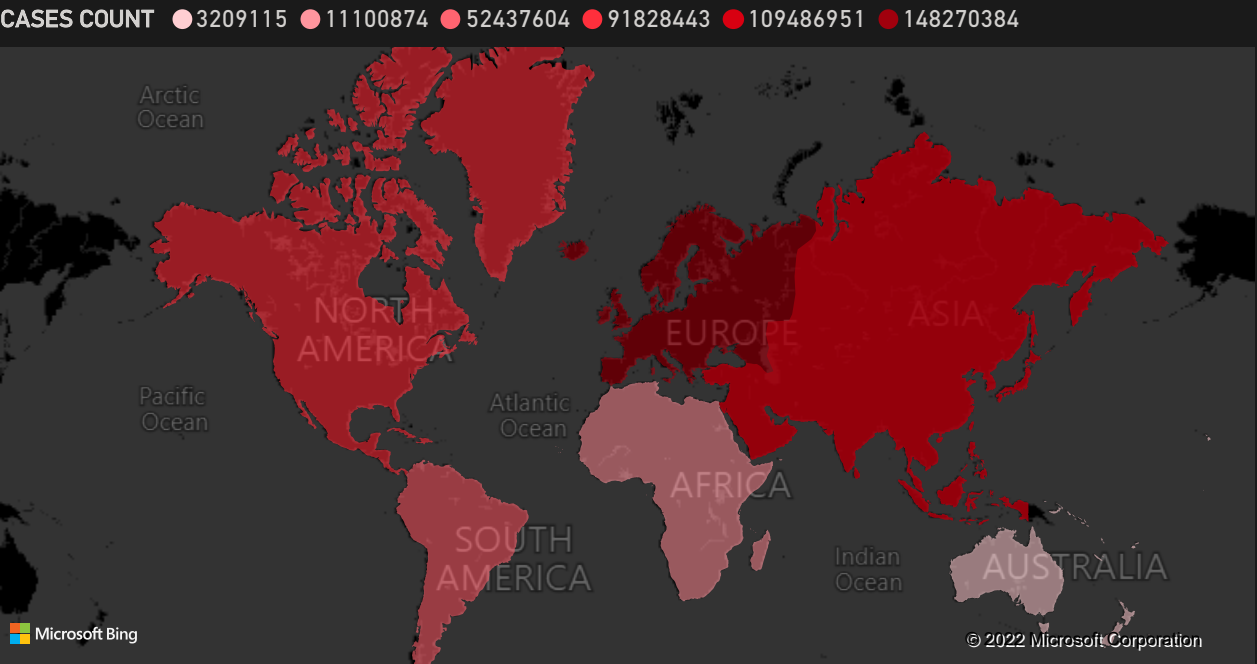 CASES COUNT 3209115 11100874 52437604 91828443 109486951 148270384
Arctic
Ocean
NORTH
AMERICA
EUROPE
ASIA
Pacific
Ocean
Atlantic
Ocean
AFRICA
SOUTH
AMERICA
Indian
Ocean
AUSTRALIA
Microsoft Bing
© 2022 Microsoft Corporation